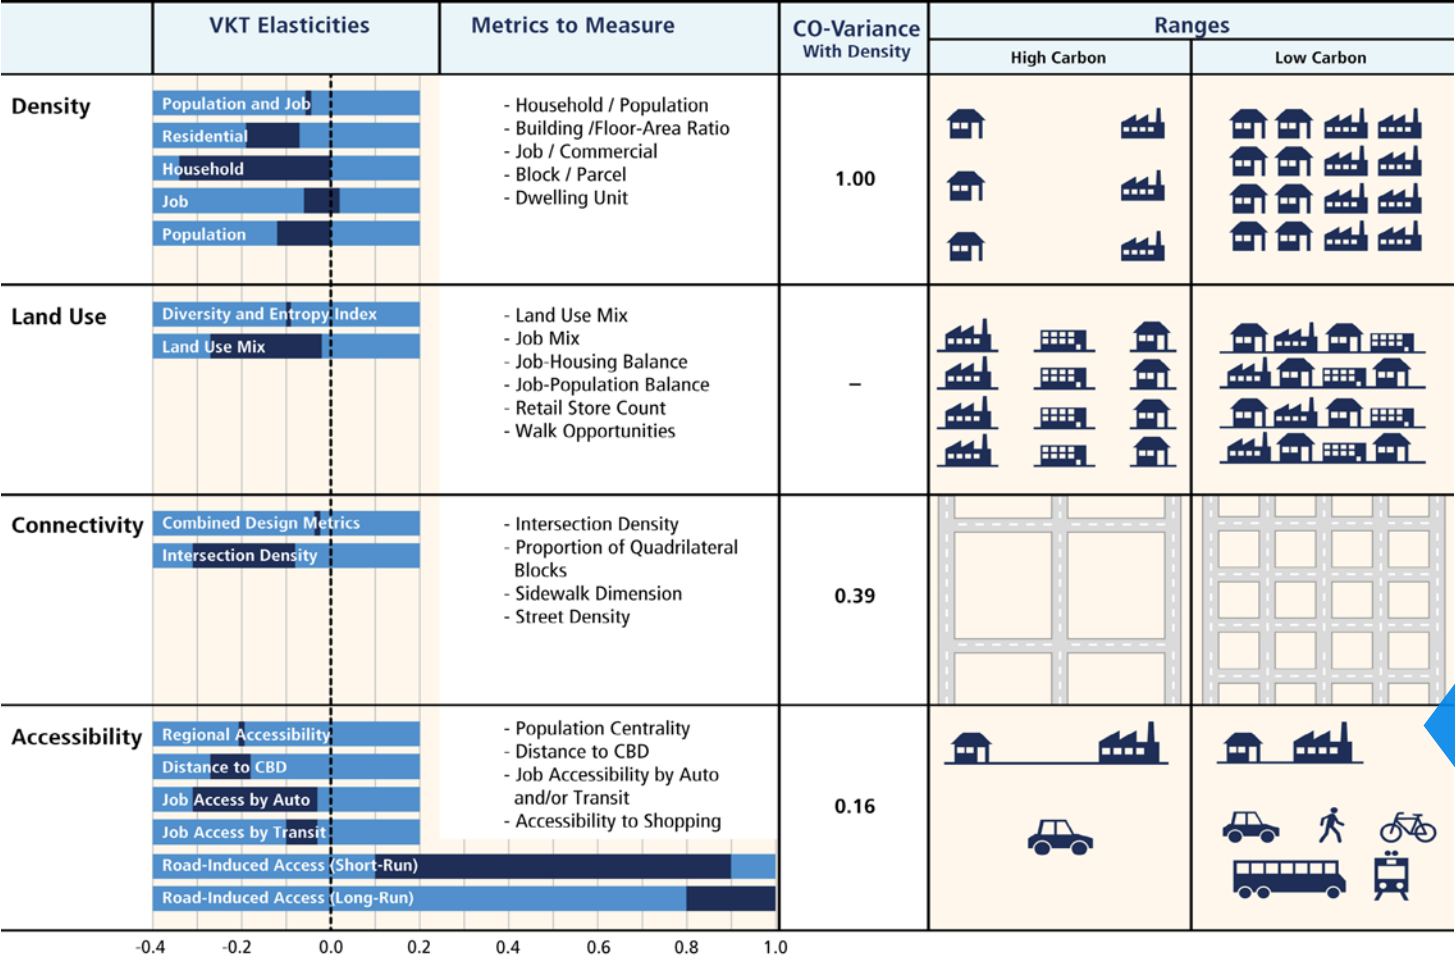 VKT Elasticities
Metrics to Measure
CO-Variance
With Density
Ranges
High Carbon
Low Carbon
Density
Population and Job
Residential
Household
Job
Population
- Household / Population
- Building /Floor-Area Ratio
- Job / Commercial
- Block / Parcel
- Dwelling Unit
1.00
Land Use
Diversity and Entropy Index
Land Use Mix
- Land Use Mix
- Job Mix
- Job-Housing Balance
- Job-Population Balance
- Retail Store Count
- Walk Opportunities
–
Connectivity
Combined Design Metrics
Intersection Density
- Intersection Density
- Proportion of Quadrilateral
Blocks
- Sidewalk Dimension
- Street Density
0.39
Accessibility
Regional Accessibility
Distance to CBD
Job Access by Auto
Job Access by Transit
Road-Induced Access (Short-Run)
Road-Induced Access (Long-Run)
- Population Centrality
- Distance to CBD
- Job Accessibility by Auto
and/or Transit
- Accessibility to Shopping
0.16
-0.4 -0.2 0.0 0.2 0.4 0.6 0.8 1.0